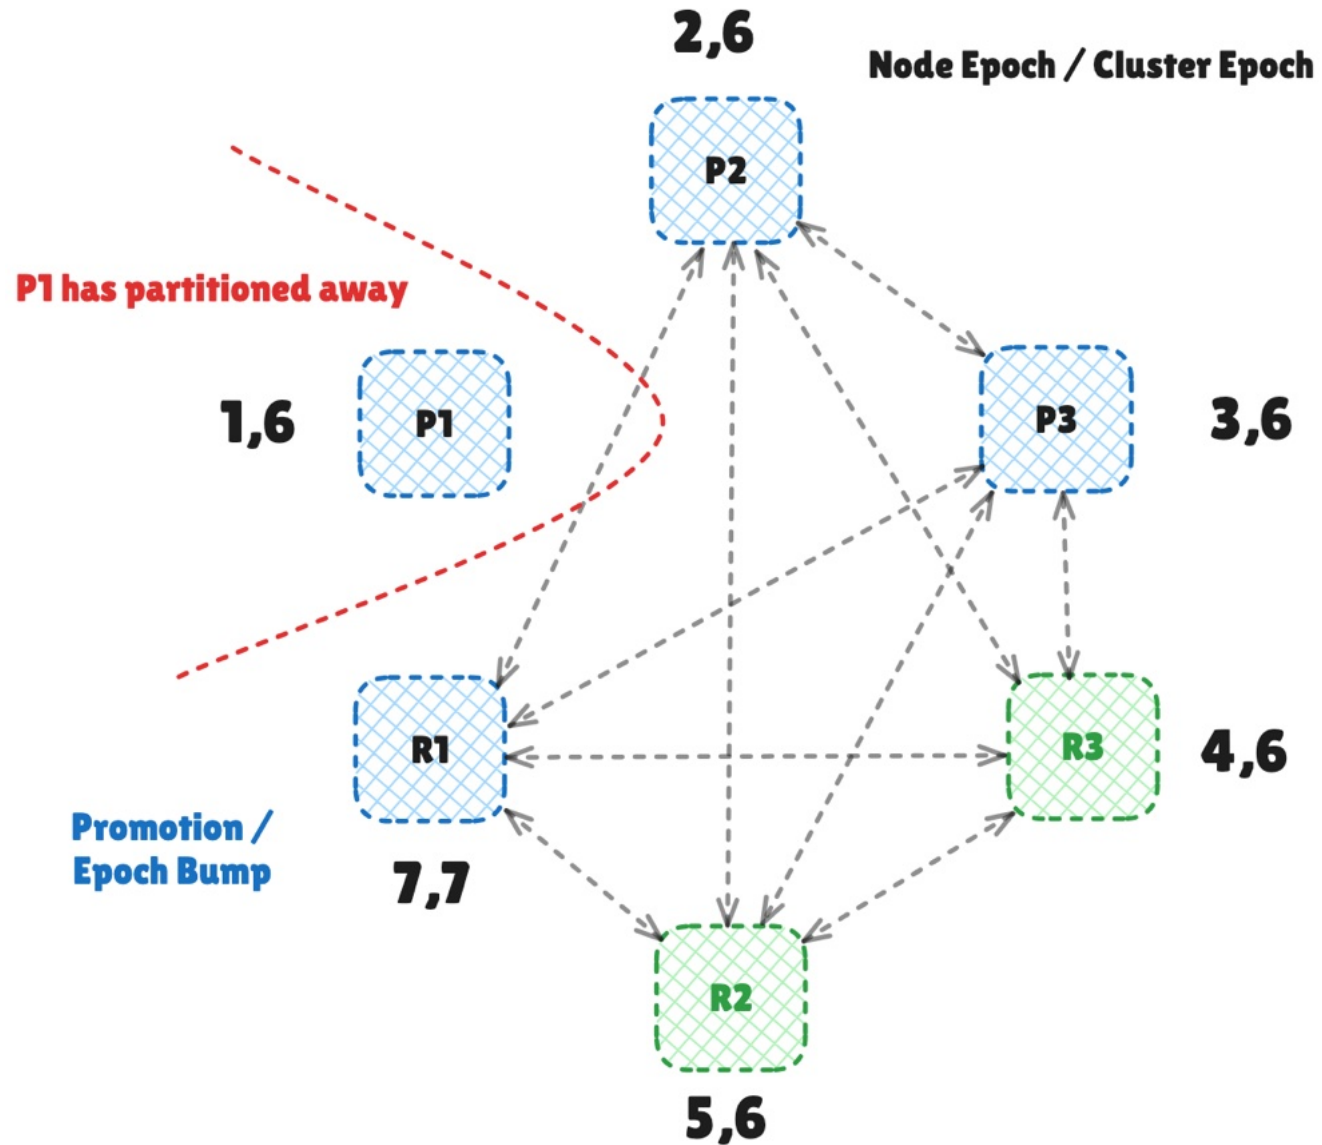 2,6
Node Epoch / Cluster Epoch
P2
P1 has partitioned away
P1
1,6
P3
3,6
R1
R3
4,6
Promotion /
Epoch Bump
7,7
R2
5,6